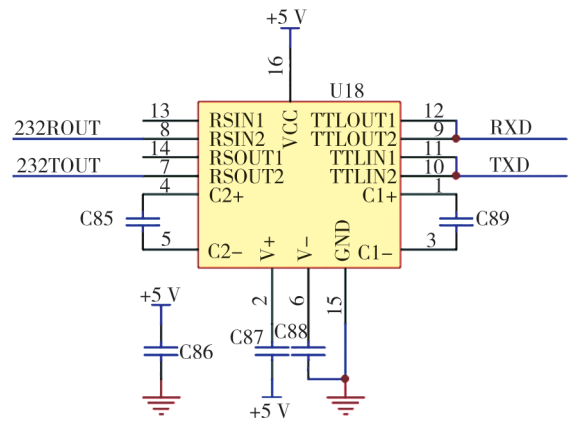 +5 V
16
U18
13 RSIN1 VCC TTLOUT1 12
232ROUT 8 RSIN2 TTLOUT2 9 RXD
14 RSOUT1 TTLIN1 11
232TOUT 7 RSOUT2 TTLIN2 10 TXD
4 C2+ C1+ 1
C85 C89
5 C2- V+ V- GND C1- 3
2 6 15
+5 V
C86 C87 C88
+5 V